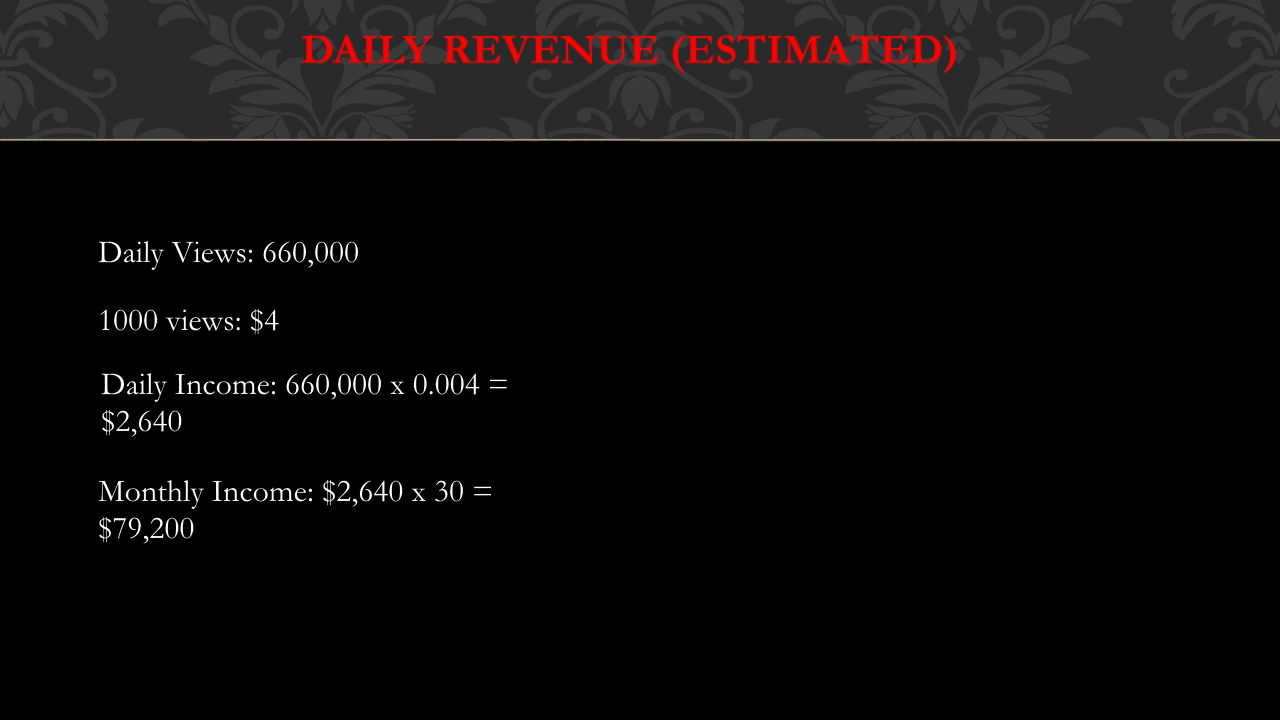 DAILY REVENUE (ESTIMATED)
Daily Views: 660,000
1000 views: $4
Daily Income: 660,000 x 0.004 =
$2,640
Monthly Income: $2,640 x 30 =
$79,200